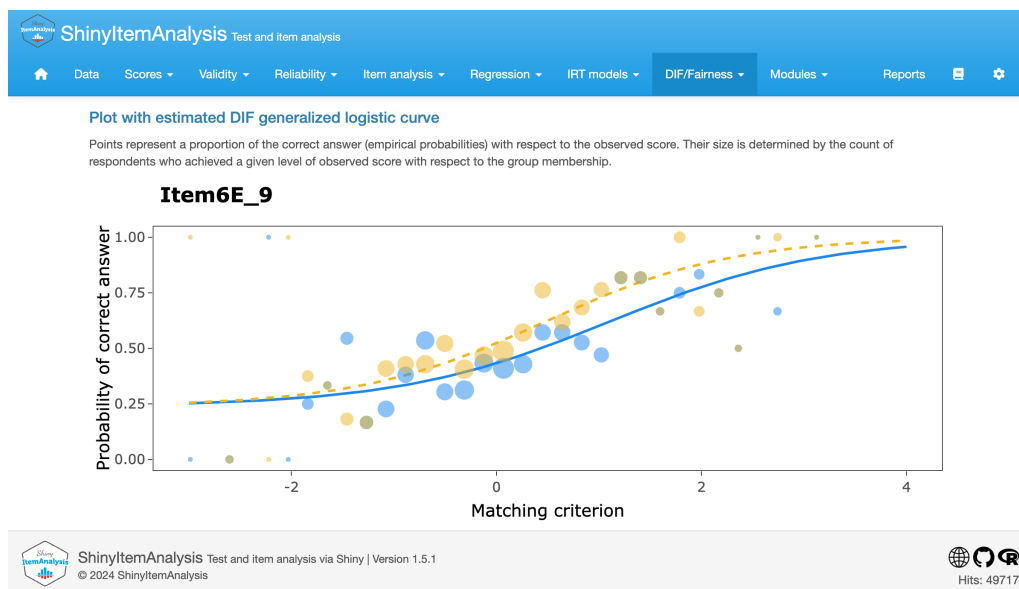 Shiny
ItemAnalysis
ShinyItemAnalysis Test and item analysis
Data Scores Validity Reliability Item analysis Regression IRT models DIF/Fairness Modules Reports
Plot with estimated DIF generalized logistic curve
Points represent a proportion of the correct answer (empirical probabilities) with respect to the observed score. Their size is determined by the count of
respondents who achieved a given level of observed score with respect to the group membership.
Item6E_9
Probability of correct answer
1.00
0.75
0.50
0.25
0.00
-2 0 2 4
Matching criterion
Shiny
ItemAnalysis
ShinyItemAnalysis Test and item analysis via Shiny | Version 1.5.1
© 2024 ShinyItemAnalysis
R
Hits: 49717